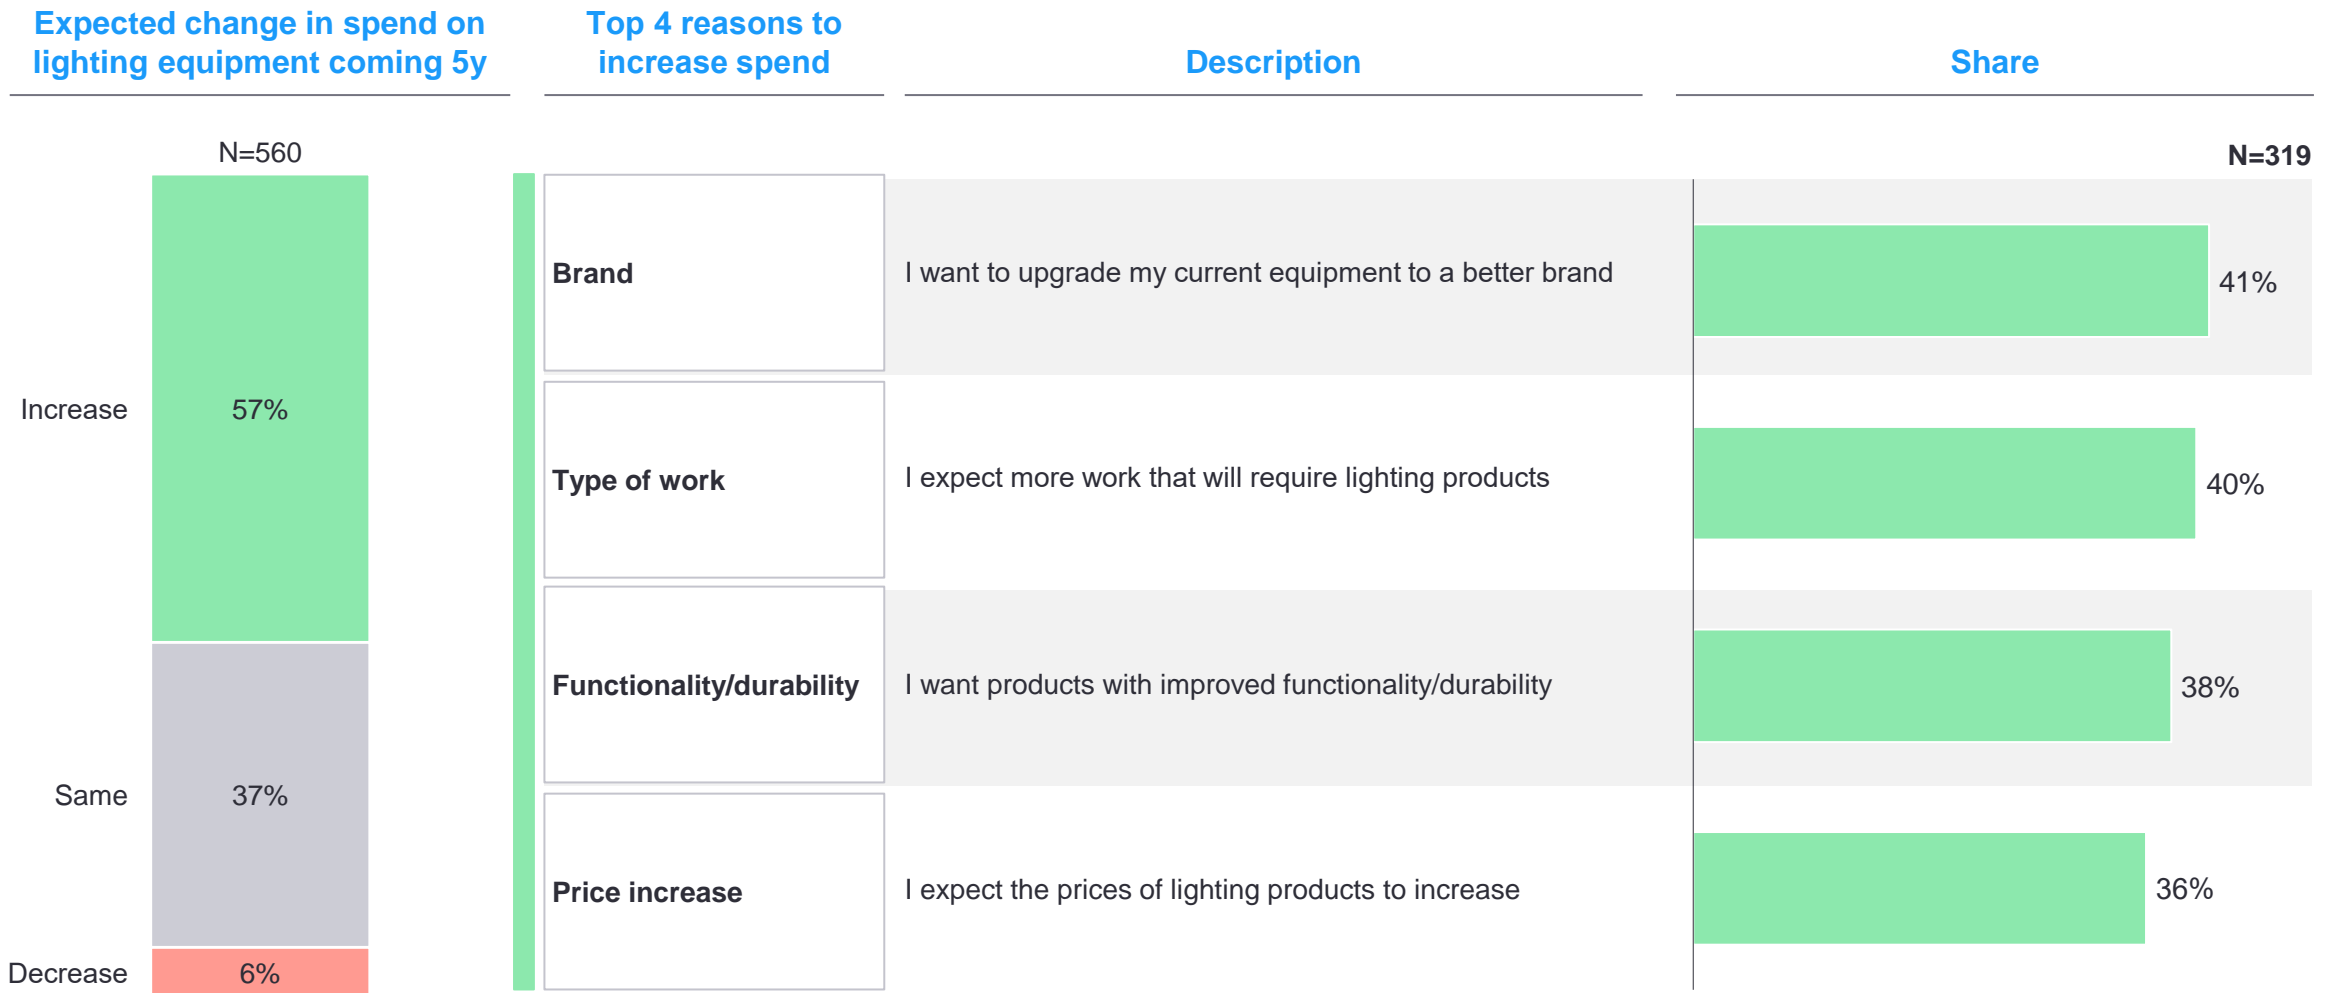 Expected change in spend on
lighting equipment coming 5y
Top 4 reasons to
increase spend
Description
Share
N=560
N=319
Increase
57%
Same
37%
Decrease
6%
Brand
I want to upgrade my current equipment to a better brand
41%
Type of work
I expect more work that will require lighting products
40%
Functionality/durability
I want products with improved functionality/durability
38%
Price increase
I expect the prices of lighting products to increase
36%